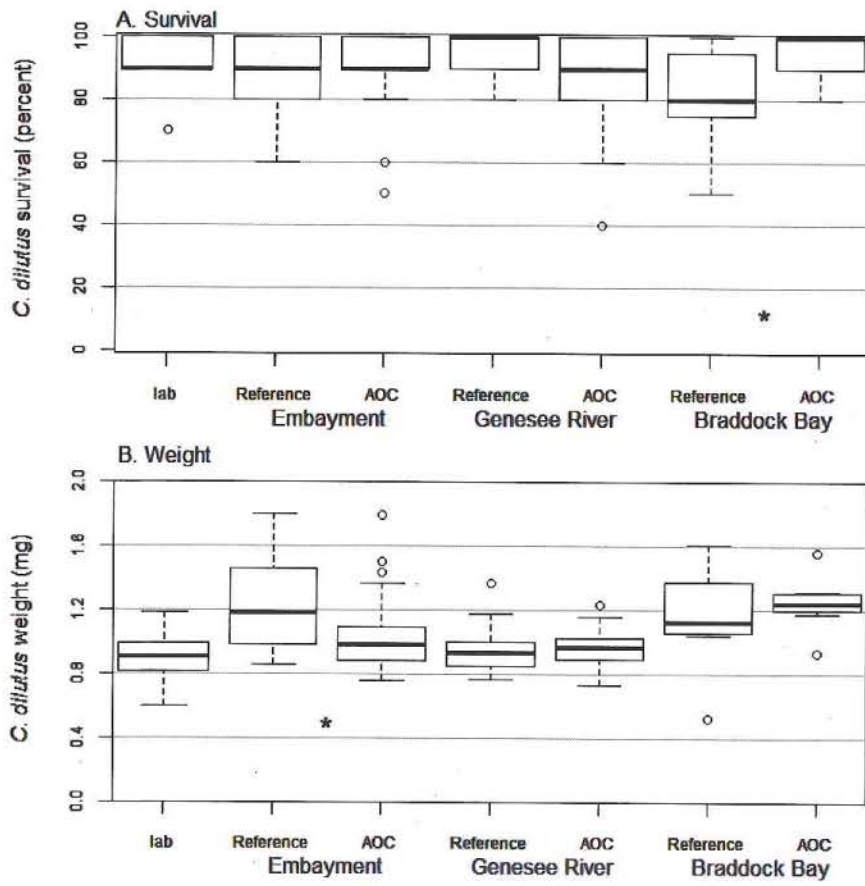 A. Survival
C. dilutus survival (percent)
100
80
60
40
20
0
*
lab Reference AOC Reference AOC Reference AOC
Embayment Genesee River Braddock Bay
B. Weight
C. dilutus weight (mg)
2.0
1.6
1.2
0.8
0.4
0.0
*
lab Reference AOC Reference AOC Reference AOC
Embayment Genesee River Braddock Bay